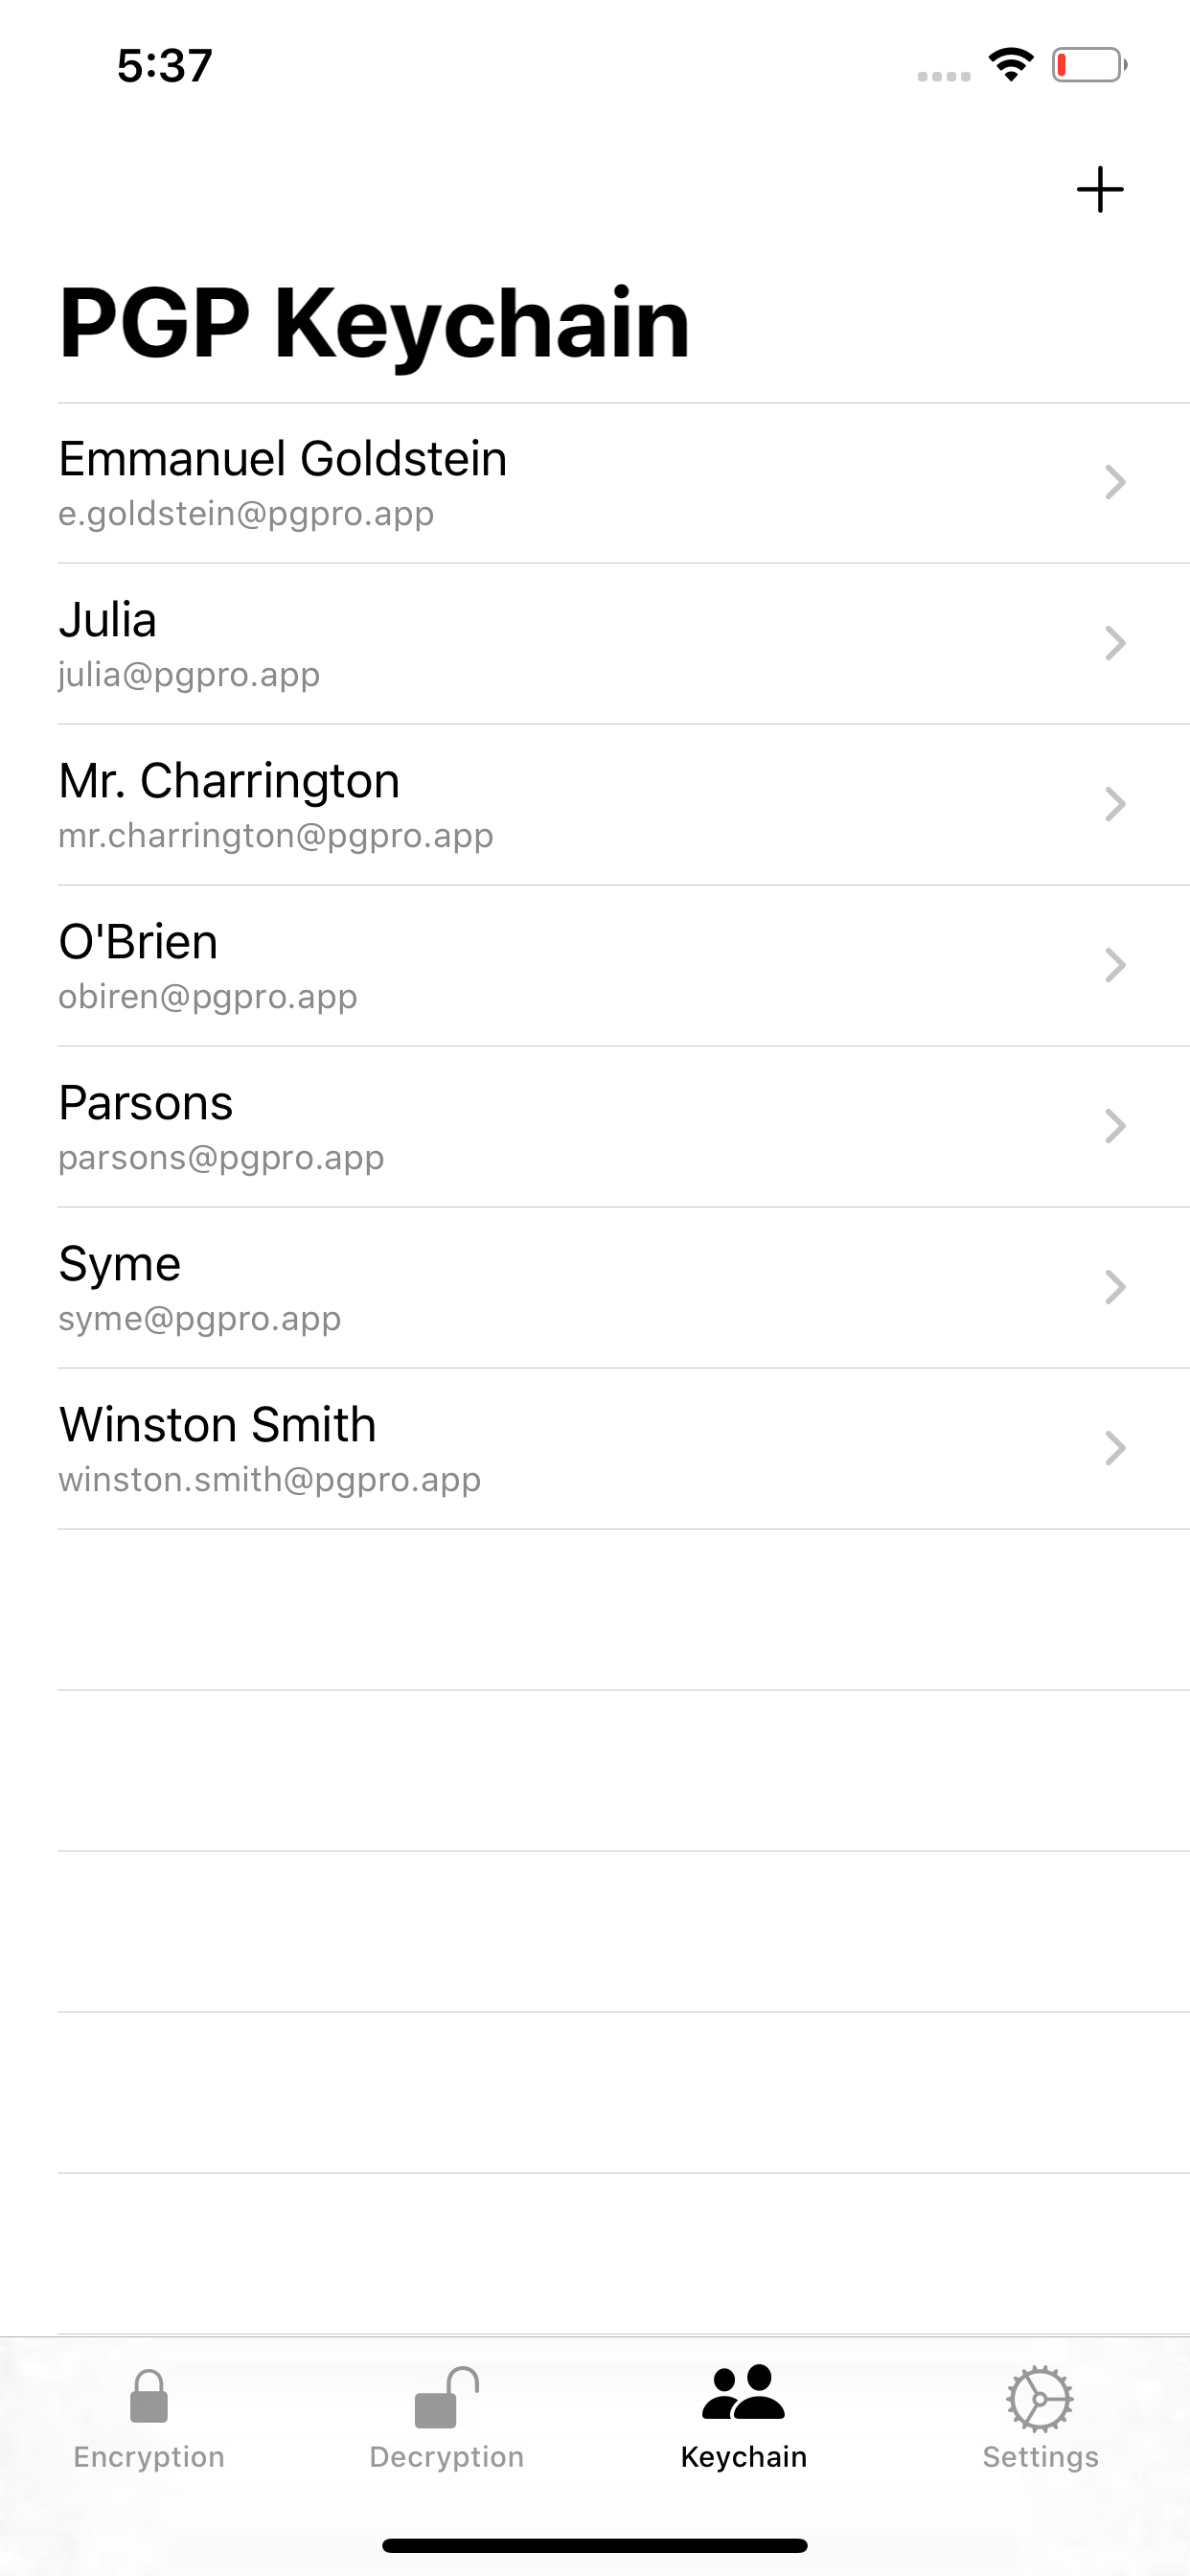 5:37
PGP Keychain
Emmanuel Goldstein
e.goldstein@pgpro.app
Julia
julia@pgpro.app
Mr. Charrington
mr.charrington@pgpro.app
O'Brien
obiren@pgpro.app
Parsons
parsons@pgpro.app
Syme
syme@pgpro.app
Winston Smith
winston.smith@pgpro.app
Encryption
Decryption
Keychain
Settings